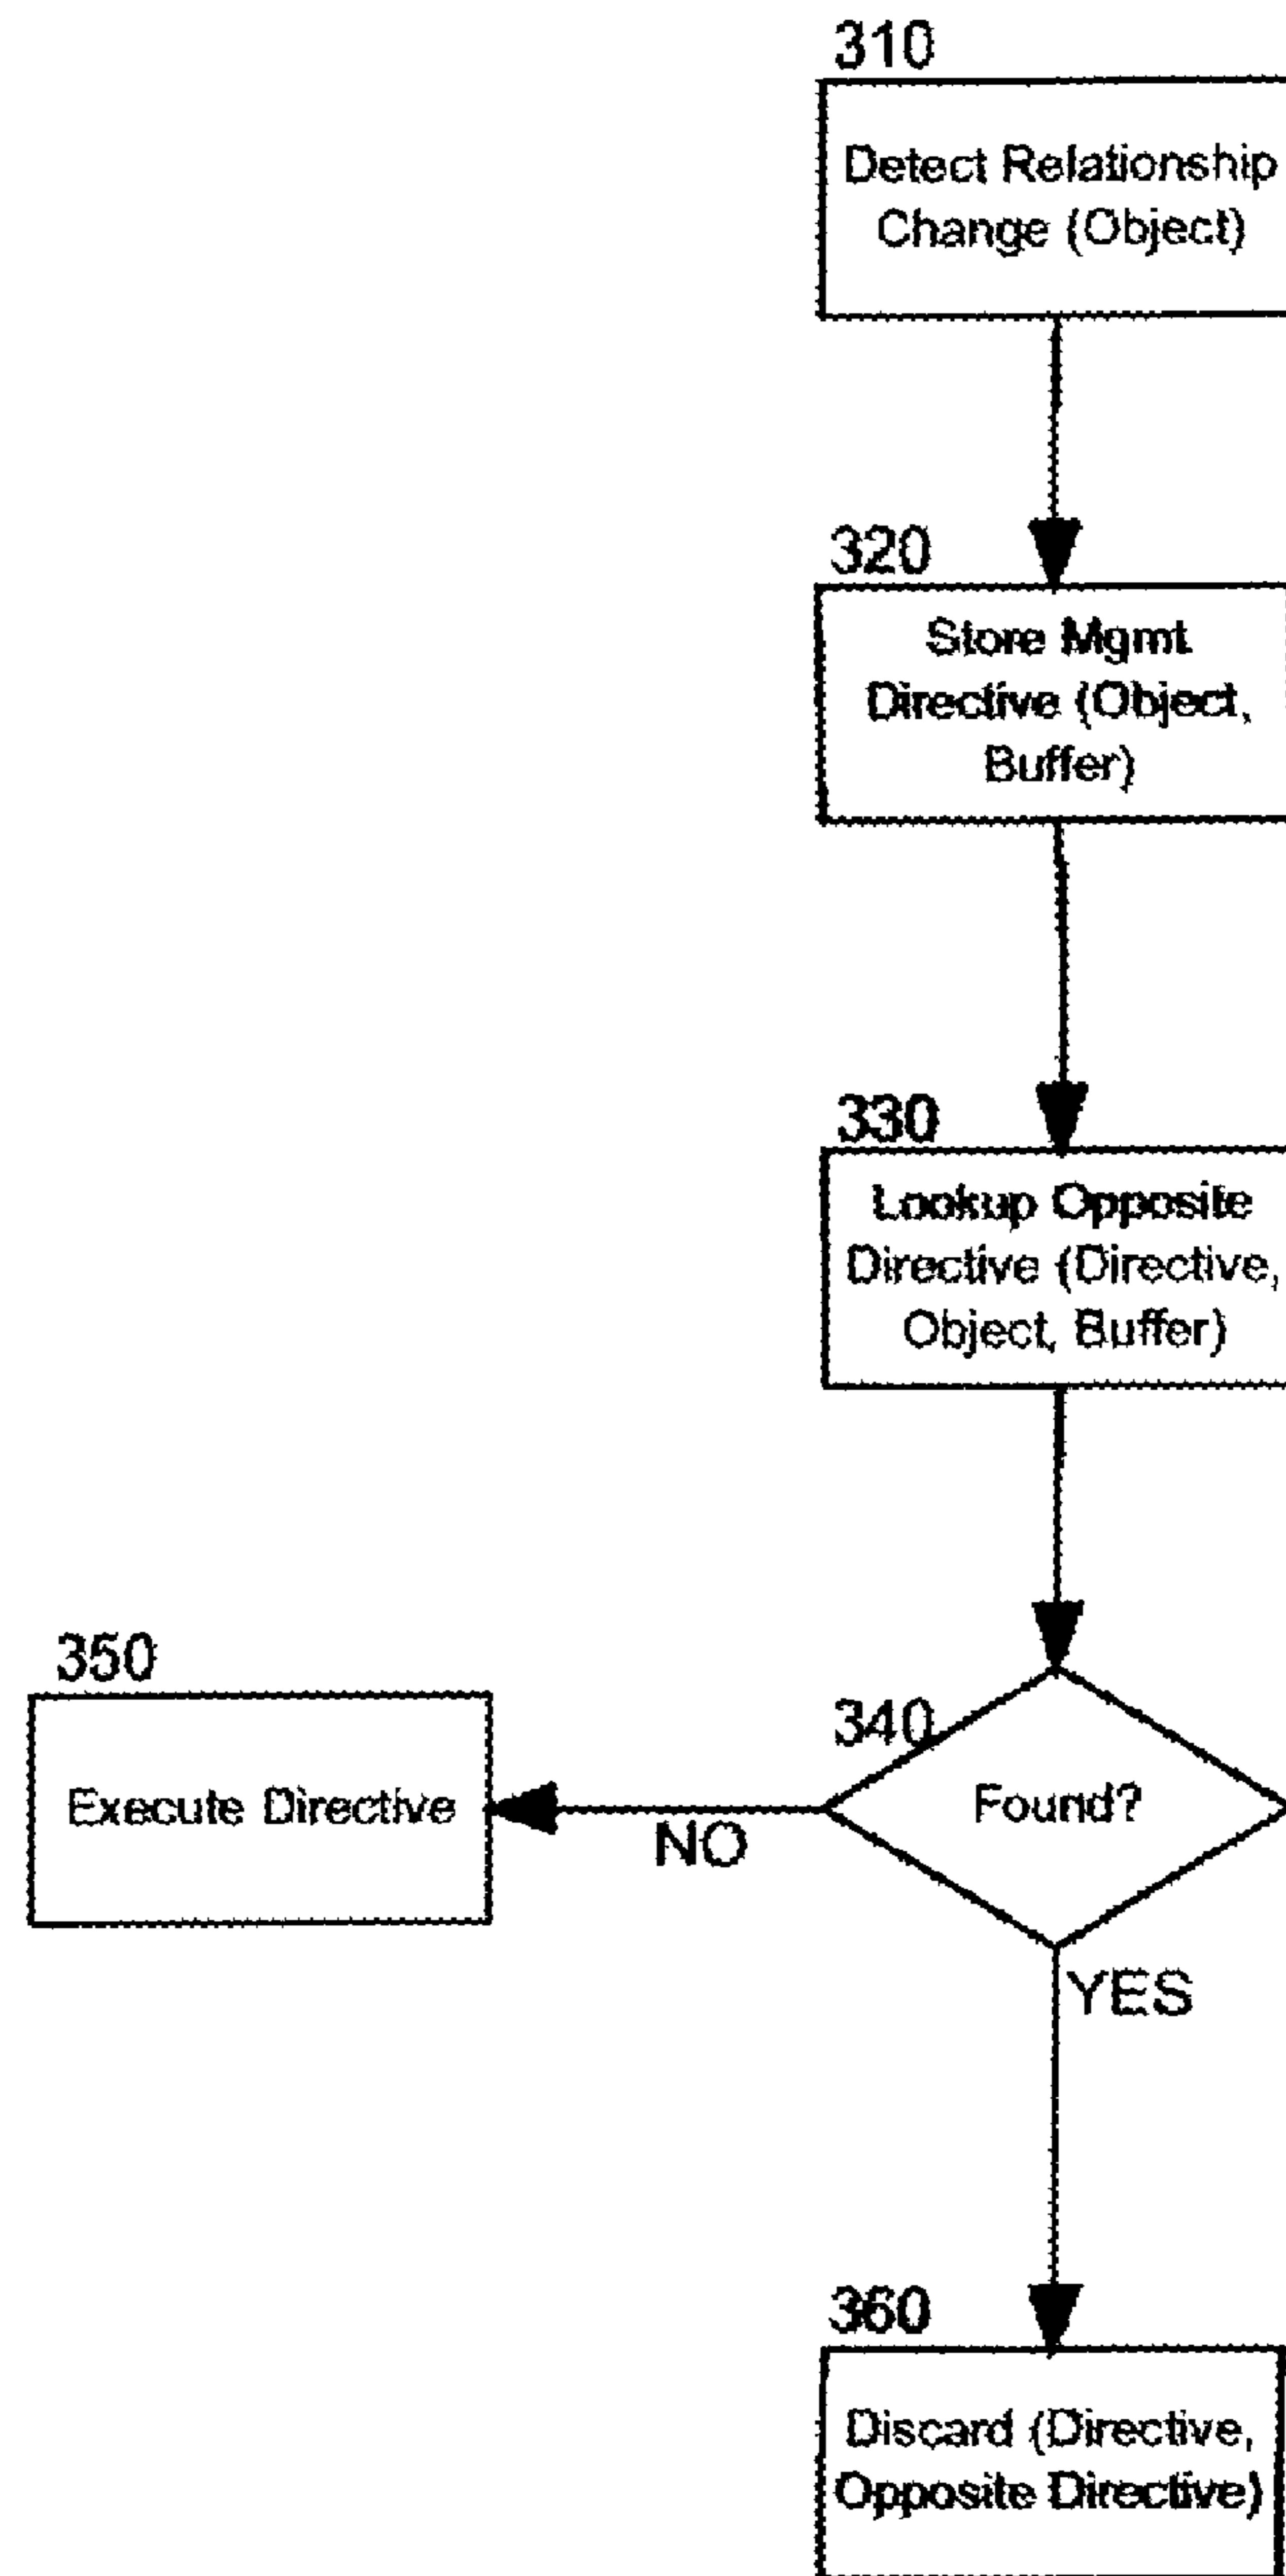 310
Detect Relationship
Change (Object)
320
Store Mgmt.
Directive (Object,
Buffer)
330
Lookup Opposite
Directive (Directive,
Object, Buffer)
350
Execute Directive
340
Found?
NO
YES
360
Discard (Directive,
Opposite Directive)